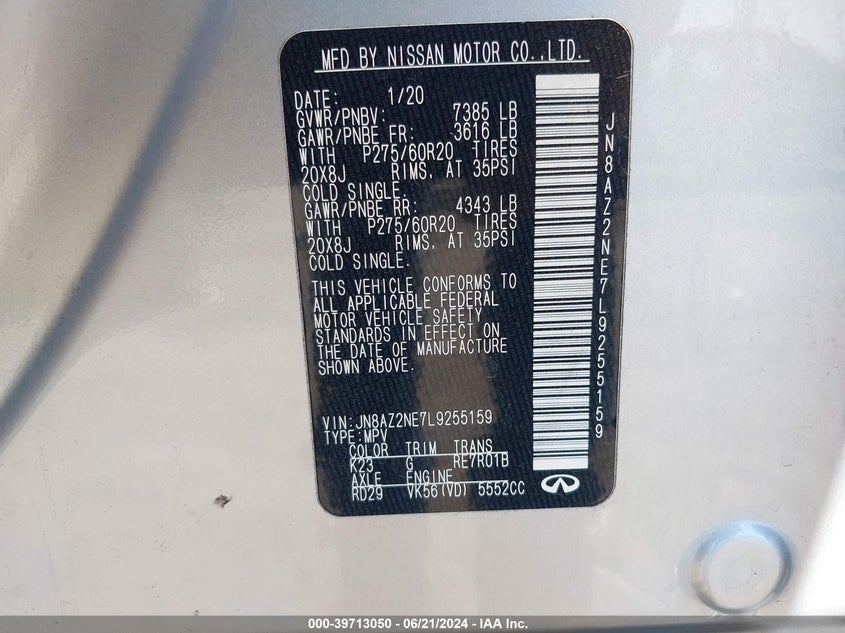 MFD BY NISSAN MOTOR CO.,LTD.
DATE: 1/20
GVWR/PNBV: 7385 LB
GAWR/PNBE FR: 3616 LB
WITH P275/60R20 TIRES
20X8J RIMS. AT 35PSI
COLD SINGLE.
GAWR/PNBE RR: 4343 LB
WITH P275/60R20 TIRES
20X8J RIMS. AT 35PSI
COLD SINGLE.
THIS VEHICLE CONFORMS TO
ALL APPLICABLE FEDERAL
MOTOR VEHICLE SAFETY
STANDARDS IN EFFECT ON
THE DATE OF MANUFACTURE
SHOWN ABOVE.
VIN:JN8AZ2NE7L9255159
TYPE:MPV
COLOR TRIM TRANS
K23 G RE7R01B
AXLE ENGINE
RD29 VK56(VD) 5552CC
JN8AZ2NE7L9255159
000-39713050 - 06/21/2024 - IAA Inc.